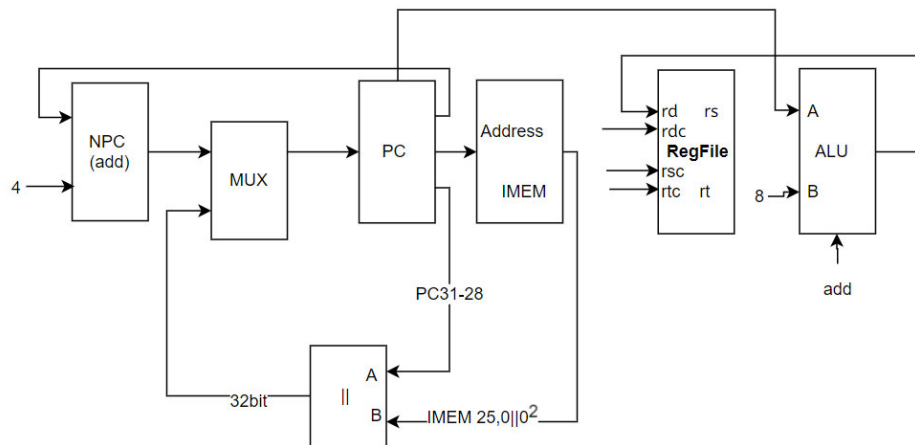 NPC
(add)
4
MUX
PC
Address
IMEM
rd rs
rdc
RegFile
rsc
rtc rt
A
ALU
B
8
add
PC31-28
A
||
B
32bit
IMEM 25,0||0²